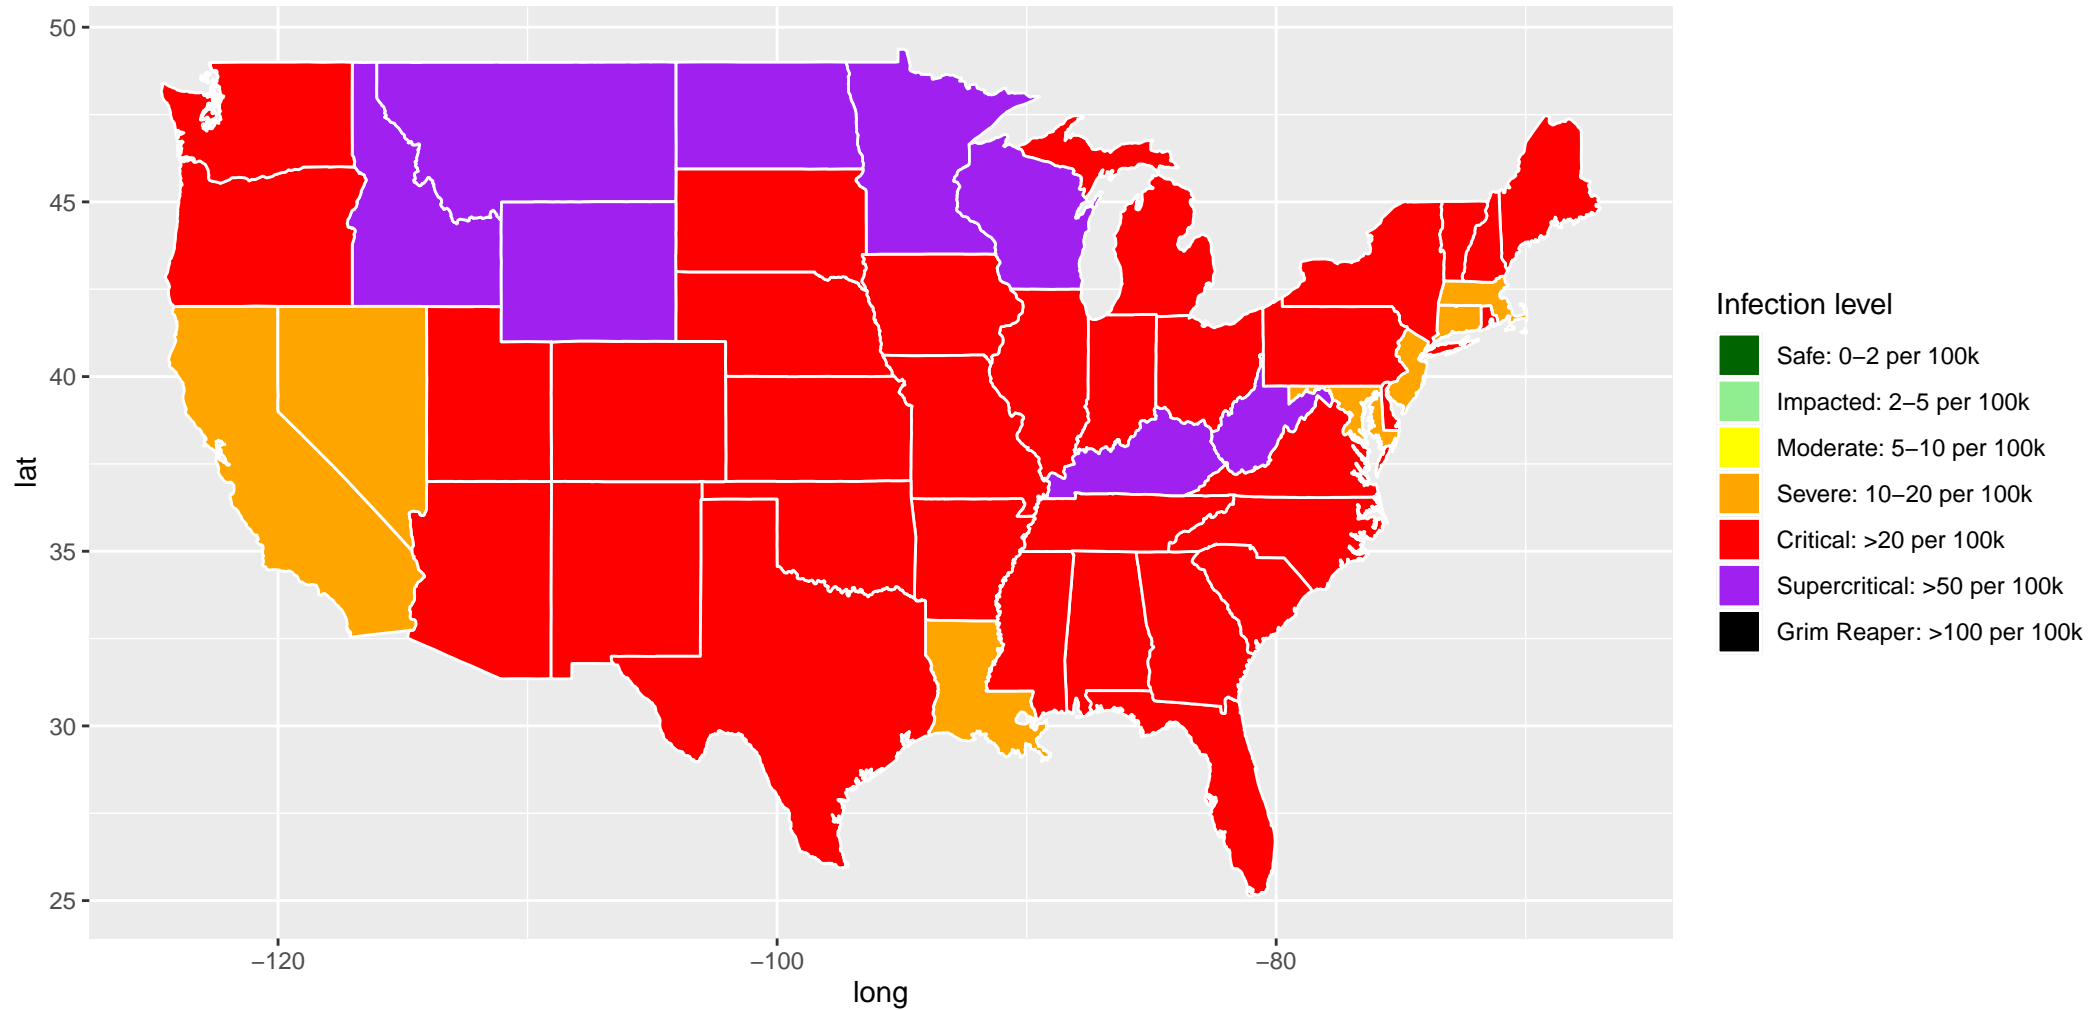 50
45
40
35
30
25
lat
−120
−100
−80
long
Infection level
Safe: 0−2 per 100k
Impacted: 2−5 per 100k
Moderate: 5−10 per 100k
Severe: 10−20 per 100k
Critical: >20 per 100k
Supercritical: >50 per 100k
Grim Reaper: >100 per 100k